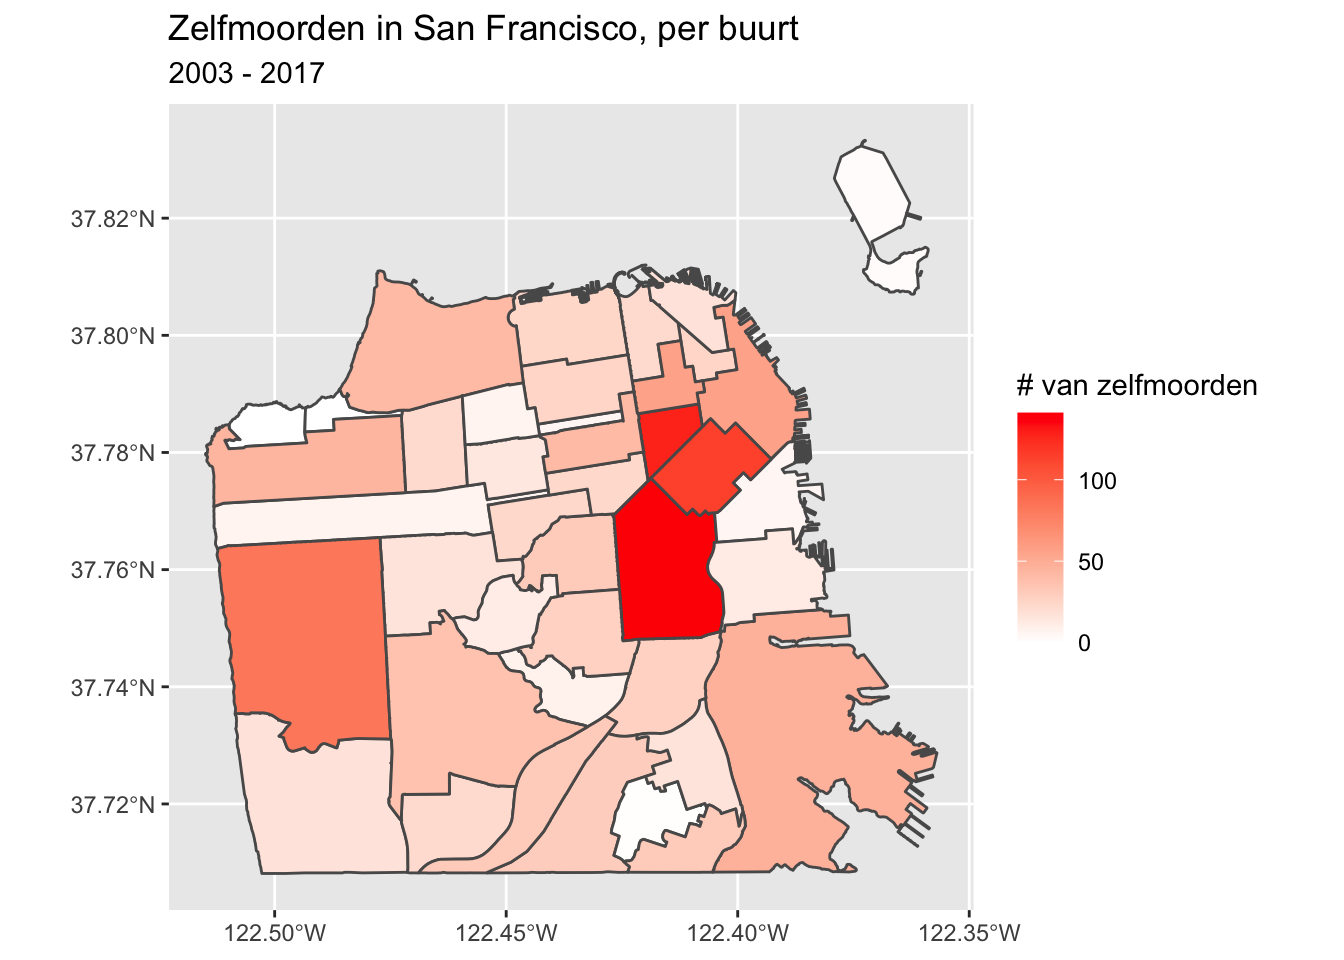 Zelfmoorden in San Francisco, per buurt
2003 - 2017
37.82°N
37.80°N
37.78°N
37.76°N
37.74°N
37.72°N
122.50°W
122.45°W
122.40°W
122.35°W
# van zelfmoorden
100
50
0